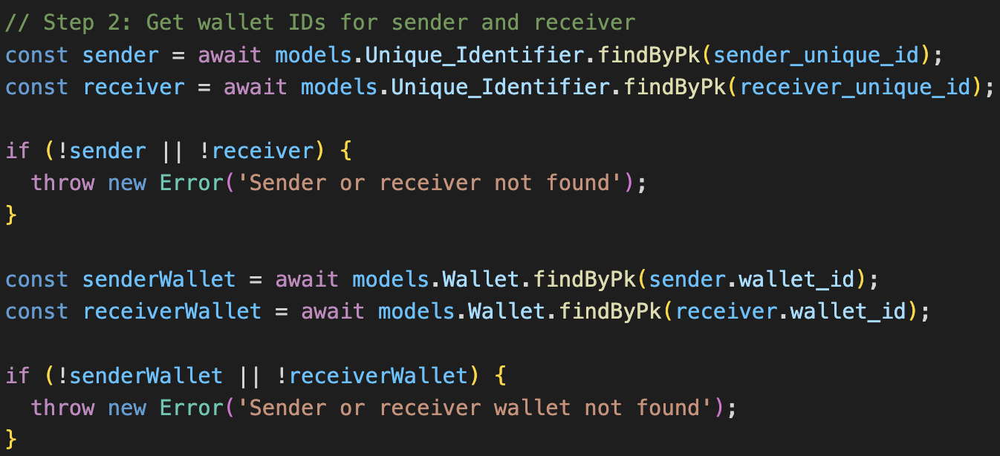 // Step 2: Get wallet IDs for sender and receiver
const sender = await models.Unique_Identifier.findByPk(sender_unique_id);
const receiver = await models.Unique_Identifier.findByPk(receiver_unique_id);
if (!sender || !receiver) {
  throw new Error('Sender or receiver not found');
}
const senderWallet = await models.Wallet.findByPk(sender.wallet_id);
const receiverWallet = await models.Wallet.findByPk(receiver.wallet_id);
if (!senderWallet || !receiverWallet) {
  throw new Error('Sender or receiver wallet not found');
}